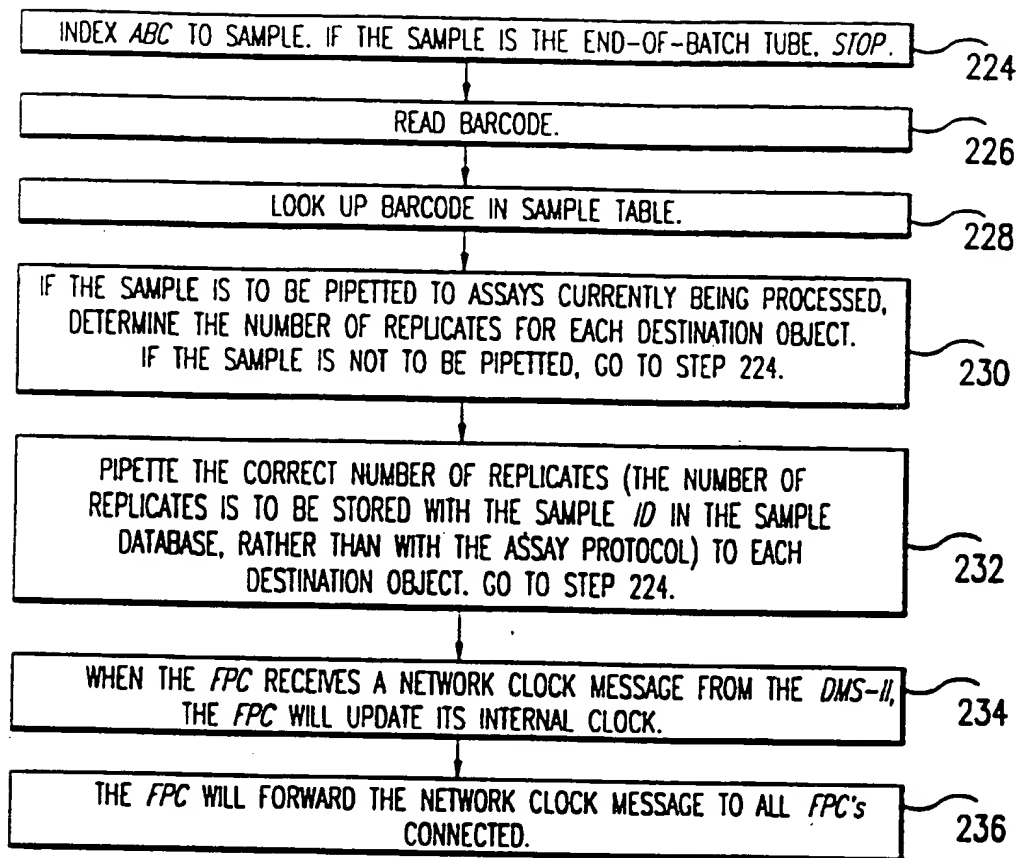 INDEX ABC TO SAMPLE. IF THE SAMPLE IS THE END-OF-BATCH TUBE, STOP.
224
READ BARCODE.
226
LOOK UP BARCODE IN SAMPLE TABLE.
228
IF THE SAMPLE IS TO BE PIPETTED TO ASSAYS CURRENTLY BEING PROCESSED,
DETERMINE THE NUMBER OF REPLICATES FOR EACH DESTINATION OBJECT.
IF THE SAMPLE IS NOT TO BE PIPETTED, GO TO STEP 224.
230
PIPETTE THE CORRECT NUMBER OF REPLICATES (THE NUMBER OF
REPLICATES IS TO BE STORED WITH THE SAMPLE ID IN THE SAMPLE
DATABASE, RATHER THAN WITH THE ASSAY PROTOCOL) TO EACH
DESTINATION OBJECT. GO TO STEP 224.
232
WHEN THE FPC RECEIVES A NETWORK CLOCK MESSAGE FROM THE DMS-II,
THE FPC WILL UPDATE ITS INTERNAL CLOCK.
234
THE FPC WILL FORWARD THE NETWORK CLOCK MESSAGE TO ALL FPC's
CONNECTED.
236